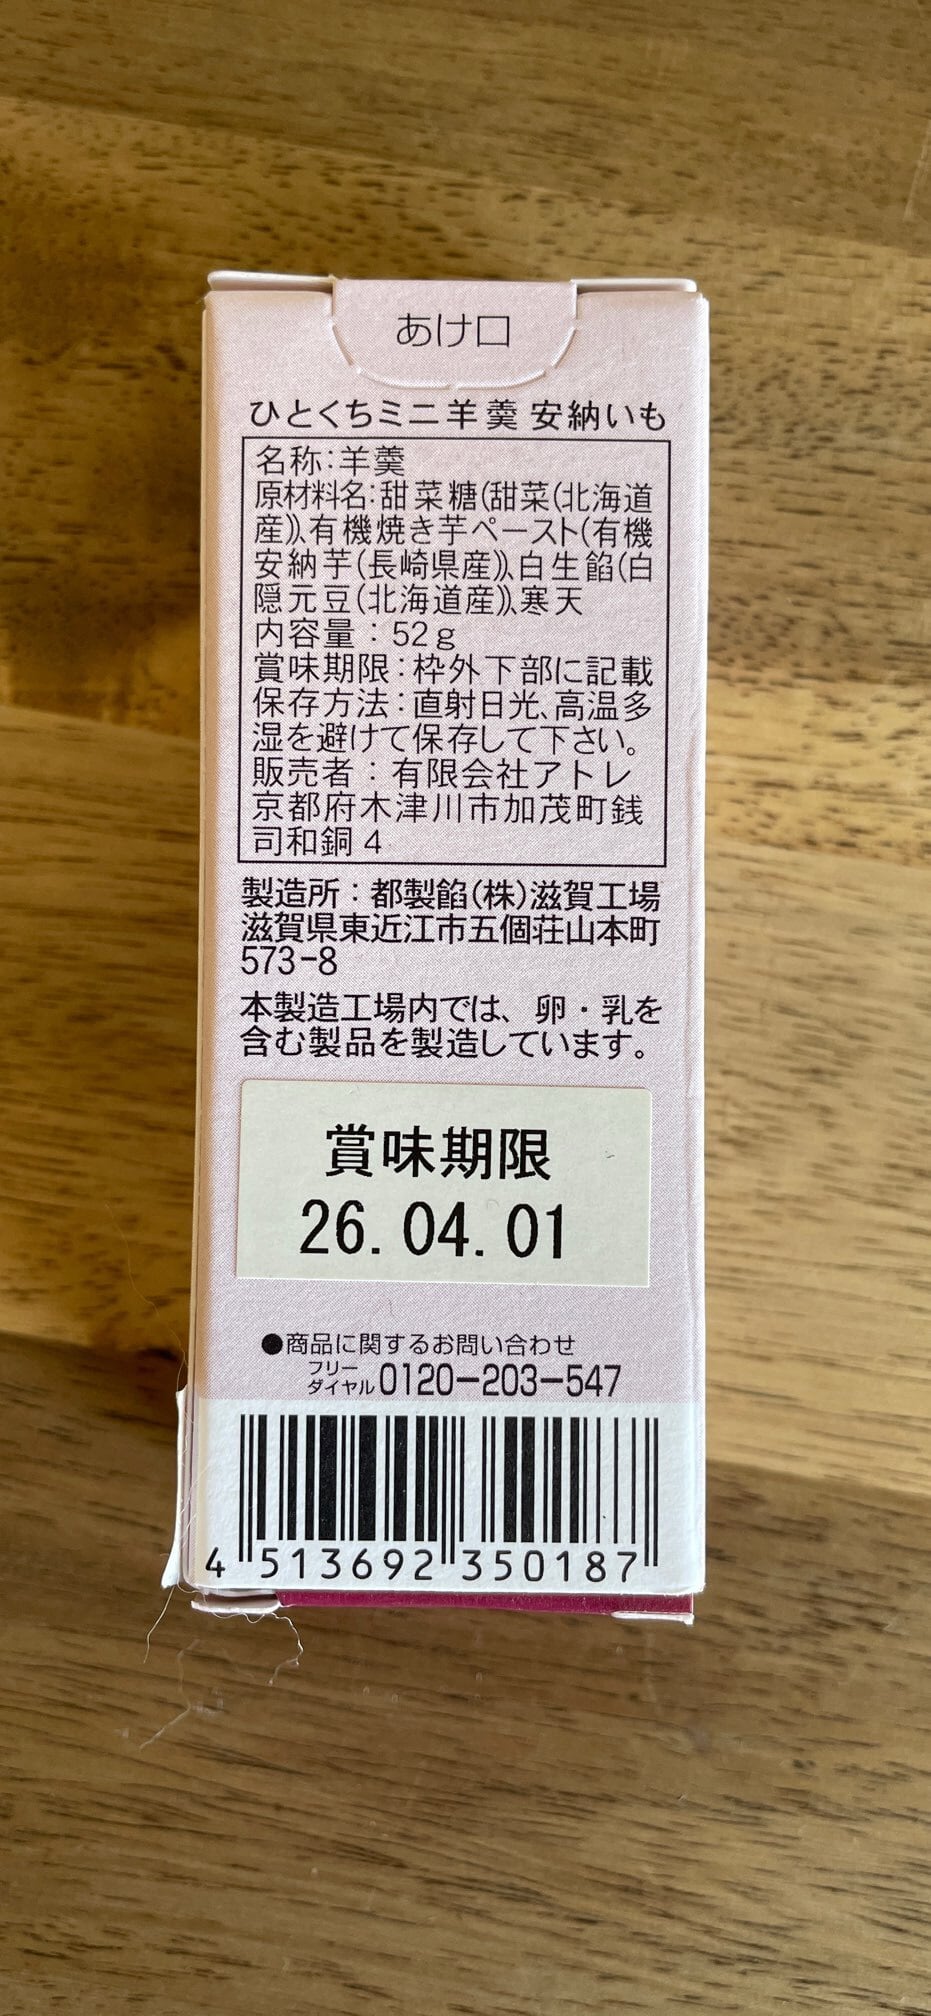 あけ口
ひとくちミニ羊羹 安納いも
名称:羊羹
原材料名:甜菜糖(甜菜(北海道
産))、有機焼き芋ペースト(有機
安納芋(長崎県産))、白生餡(白
隠元豆(北海道産))、寒天
内容量:52g
賞味期限:枠外下部に記載
保存方法:直射日光、高温多
湿を避けて保存して下さい。
販売者:有限会社アトレ
京都府木津川市加茂町銭
司和銅4
製造所:都製餡(株)滋賀工場
滋賀県東近江市五個荘山本町
573-8
本製造工場内では、卵・乳を
含む製品を製造しています。
賞味期限
26.04.01
●商品に関するお問い合わせ
フリーダイヤル0120-203-547
4 513692 350187